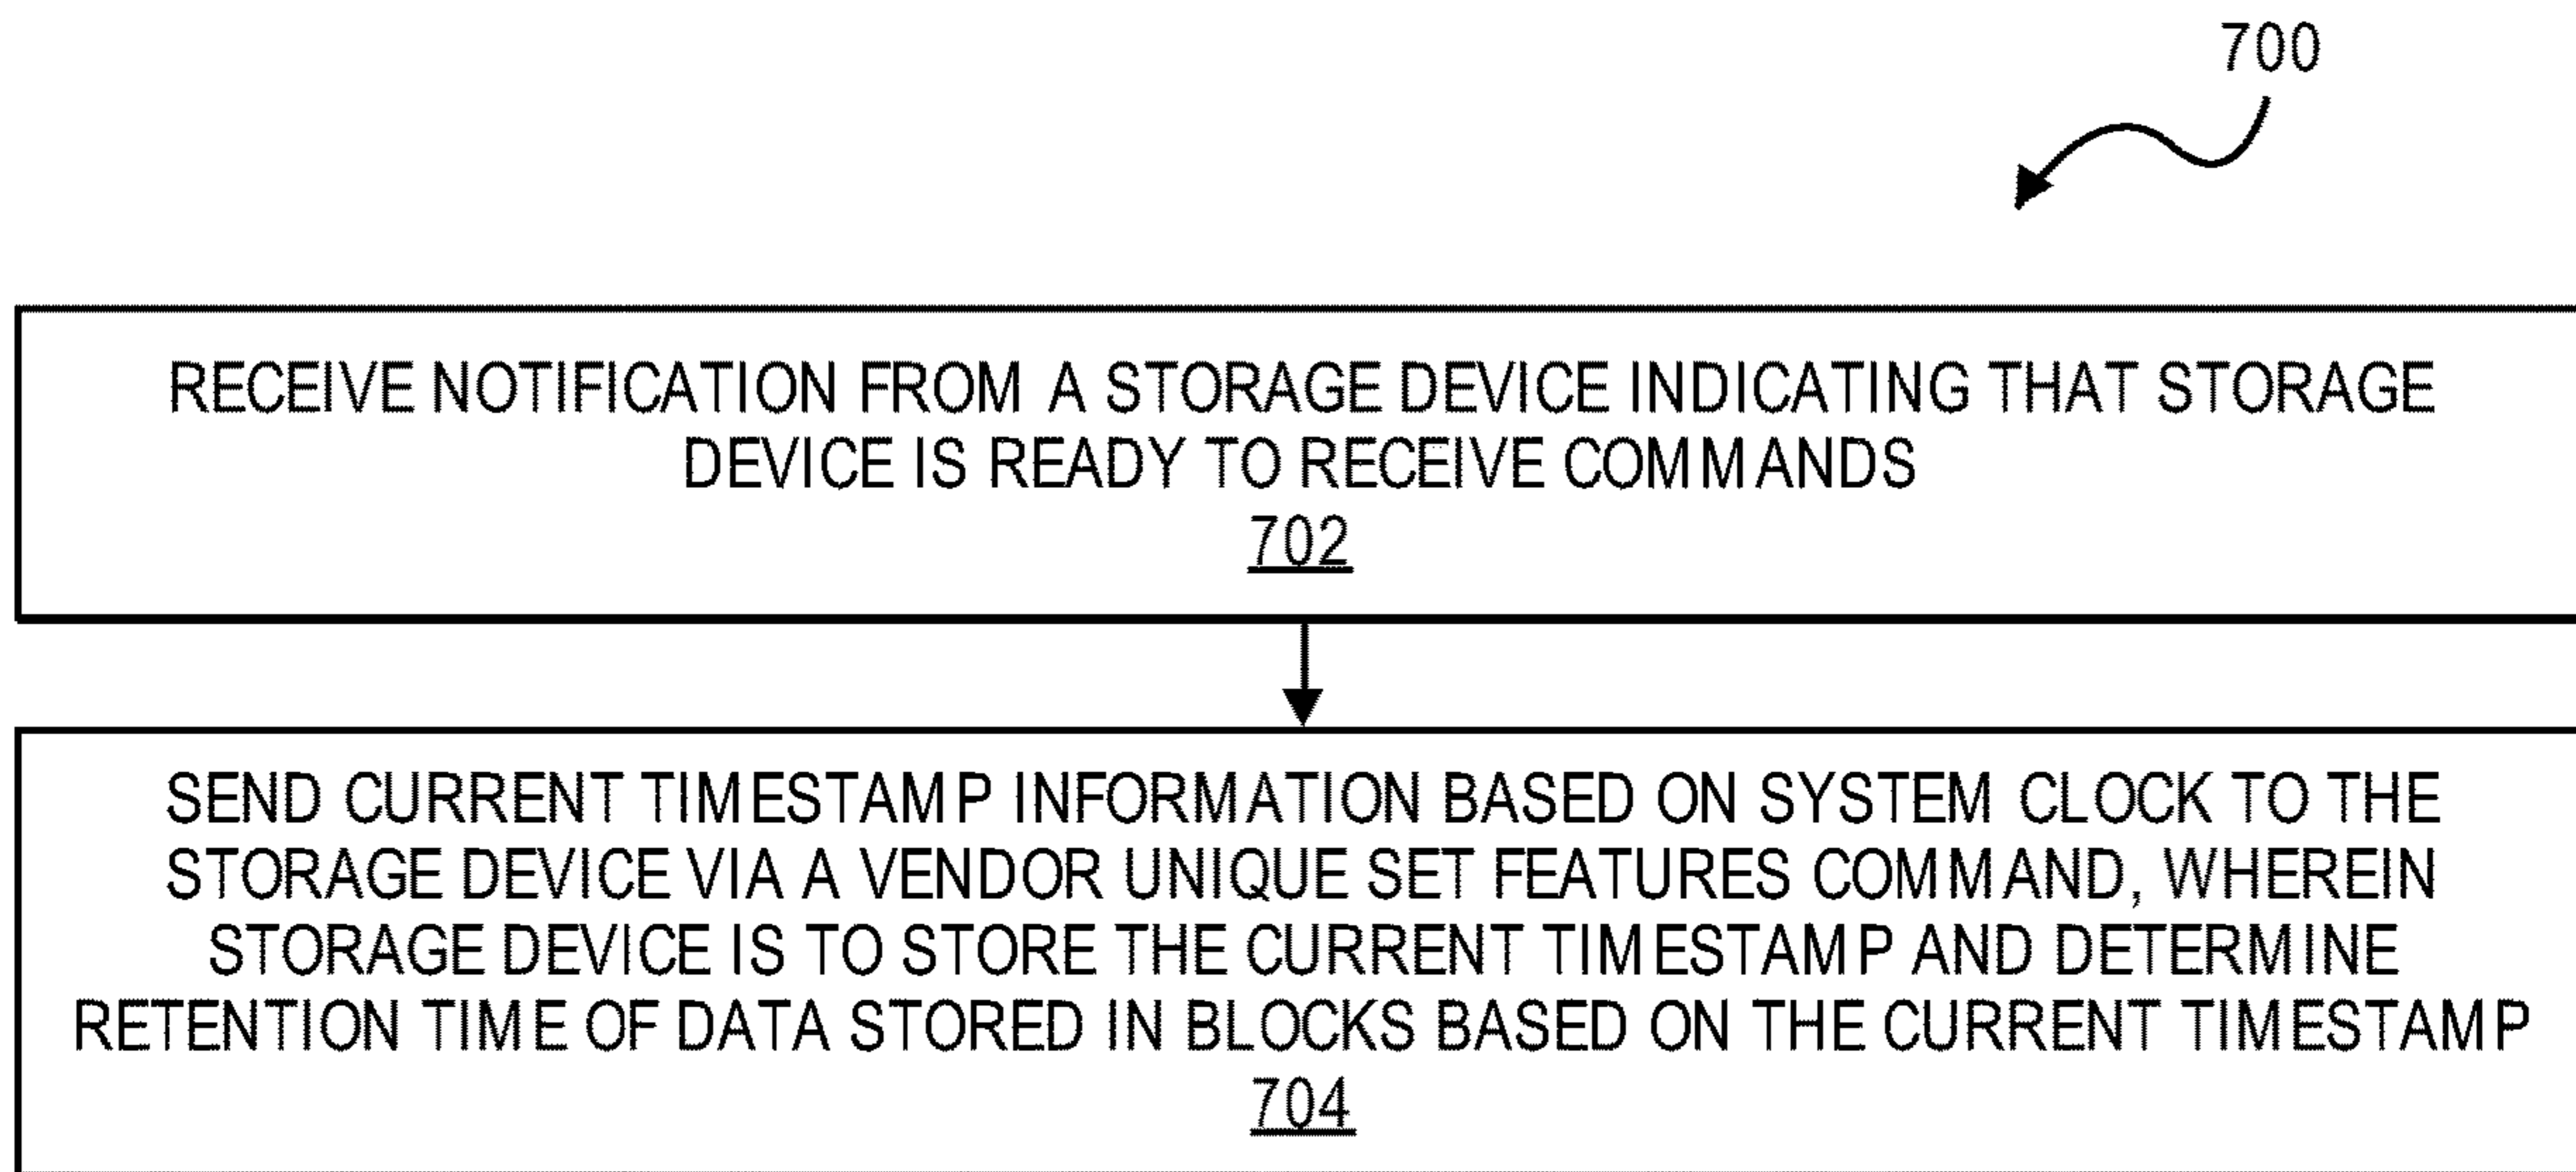 700
RECEIVE NOTIFICATION FROM A STORAGE DEVICE INDICATING THAT STORAGE
DEVICE IS READY TO RECEIVE COMMANDS
702
SEND CURRENT TIMESTAMP INFORMATION BASED ON SYSTEM CLOCK TO THE
STORAGE DEVICE VIA A VENDOR UNIQUE SET FEATURES COMMAND, WHEREIN
STORAGE DEVICE IS TO STORE THE CURRENT TIMESTAMP AND DETERMINE
RETENTION TIME OF DATA STORED IN BLOCKS BASED ON THE CURRENT TIMESTAMP
704